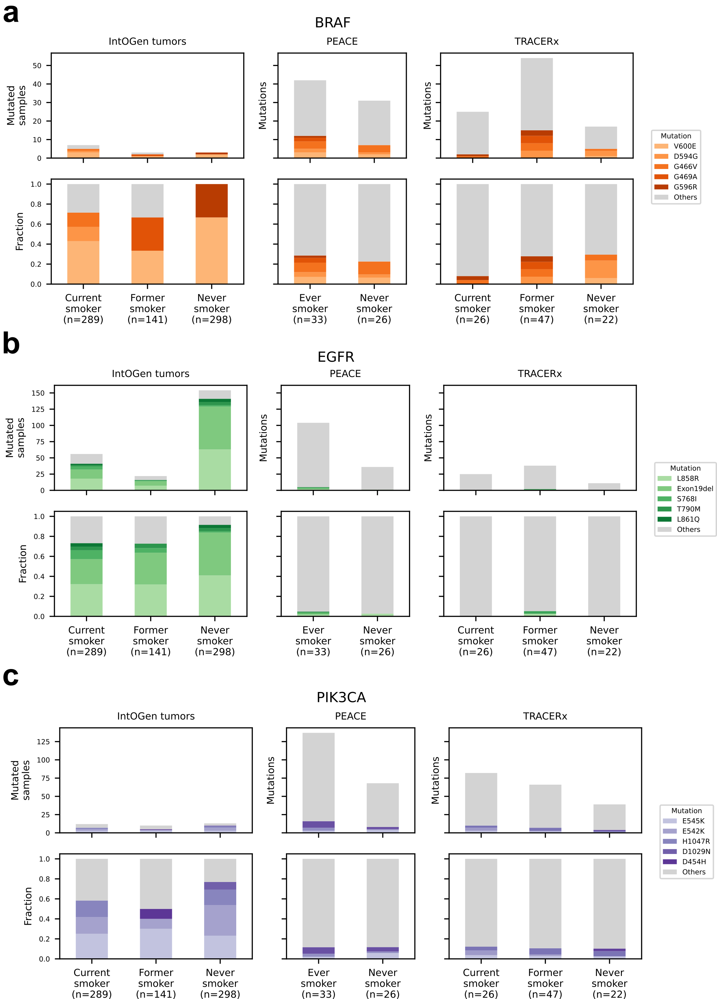 a
BRAF
IntOGen tumors
PEACE
TRACERx
Mutated
samples
50
40
30
20
10
0
Mutations
Mutations
Mutation
V600E
D594G
G466V
G469A
G596R
Others
Fraction
1.0
0.8
0.6
0.4
0.2
0.0
Current
smoker
(n=289)
Former
smoker
(n=141)
Never
smoker
(n=298)
Ever
smoker
(n=33)
Never
smoker
(n=26)
Current
smoker
(n=26)
Former
smoker
(n=47)
Never
smoker
(n=22)
b
EGFR
IntOGen tumors
PEACE
TRACERx
Mutated
samples
150
125
100
75
50
25
0
Mutations
Mutations
Mutation
L858R
Exon19del
S768I
T790M
L861Q
Others
Fraction
1.0
0.8
0.6
0.4
0.2
0.0
Current
smoker
(n=289)
Former
smoker
(n=141)
Never
smoker
(n=298)
Ever
smoker
(n=33)
Never
smoker
(n=26)
Current
smoker
(n=26)
Former
smoker
(n=47)
Never
smoker
(n=22)
c
PIK3CA
IntOGen tumors
PEACE
TRACERx
Mutated
samples
125
100
75
50
25
0
Mutations
Mutations
Mutation
E545K
E542K
H1047R
D1029N
D454H
Others
Fraction
1.0
0.8
0.6
0.4
0.2
0.0
Current
smoker
(n=289)
Former
smoker
(n=141)
Never
smoker
(n=298)
Ever
smoker
(n=33)
Never
smoker
(n=26)
Current
smoker
(n=26)
Former
smoker
(n=47)
Never
smoker
(n=22)